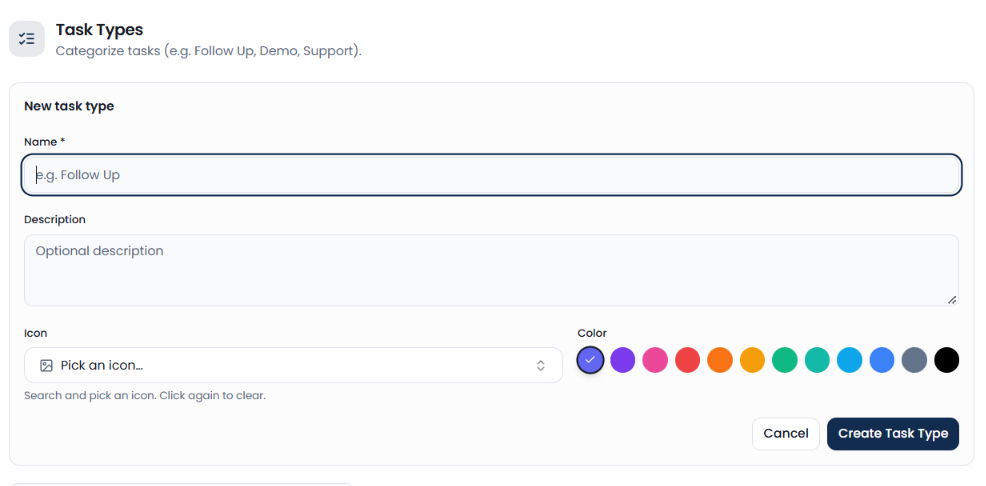 Task Types
Categorize tasks (e.g. Follow Up, Demo, Support).
New task type
Name *
e.g. Follow Up
Description
Optional description
Icon
Color
Pick an icon...
Search and pick an icon. Click again to clear.
Cancel
Create Task Type